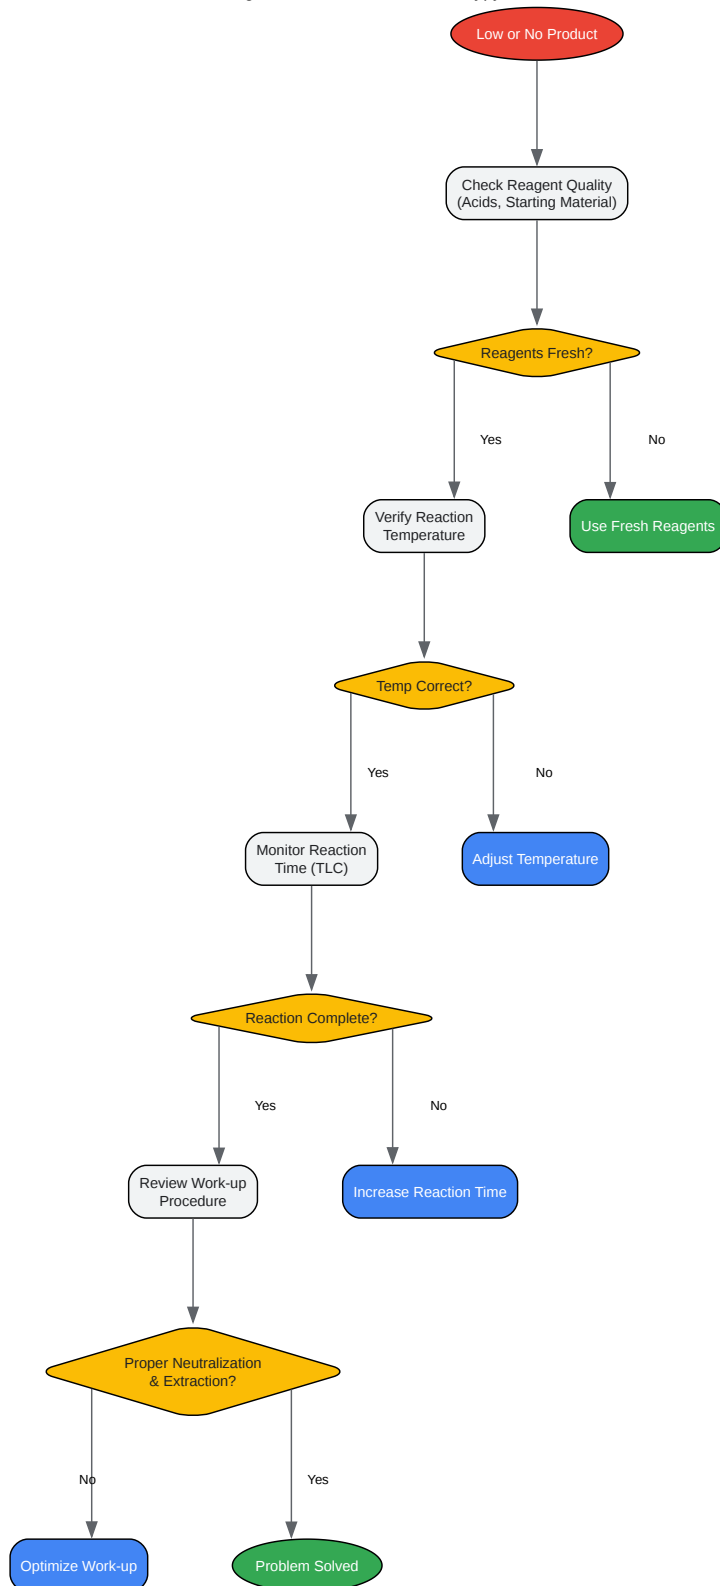 Low or No Product
Check Reagent Quality
(Acids, Starting Material)
Reagents Fresh?
Yes
No
Verify Reaction
Temperature
Use Fresh Reagents
Temp Correct?
Yes
No
Monitor Reaction
Time (TLC)
Adjust Temperature
Reaction Complete?
Yes
No
Review Work-up
Procedure
Increase Reaction Time
Proper Neutralization
& Extraction?
No
Yes
Optimize Work-up
Problem Solved